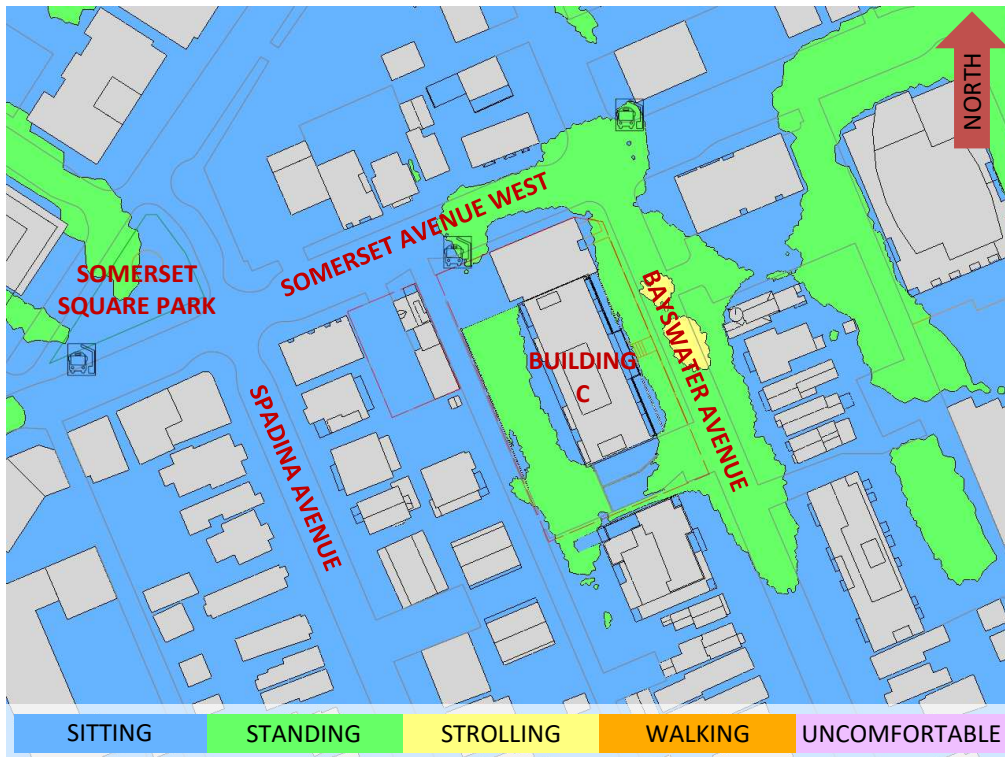 NORTH
SOMERSET AVENUE WEST
SOMERSET
SQUARE PARK
BUILDING
C
BAYSWATER AVENUE
SPADINA AVENUE
SITTING STANDING STROLLING WALKING UNCOMFORTABLE